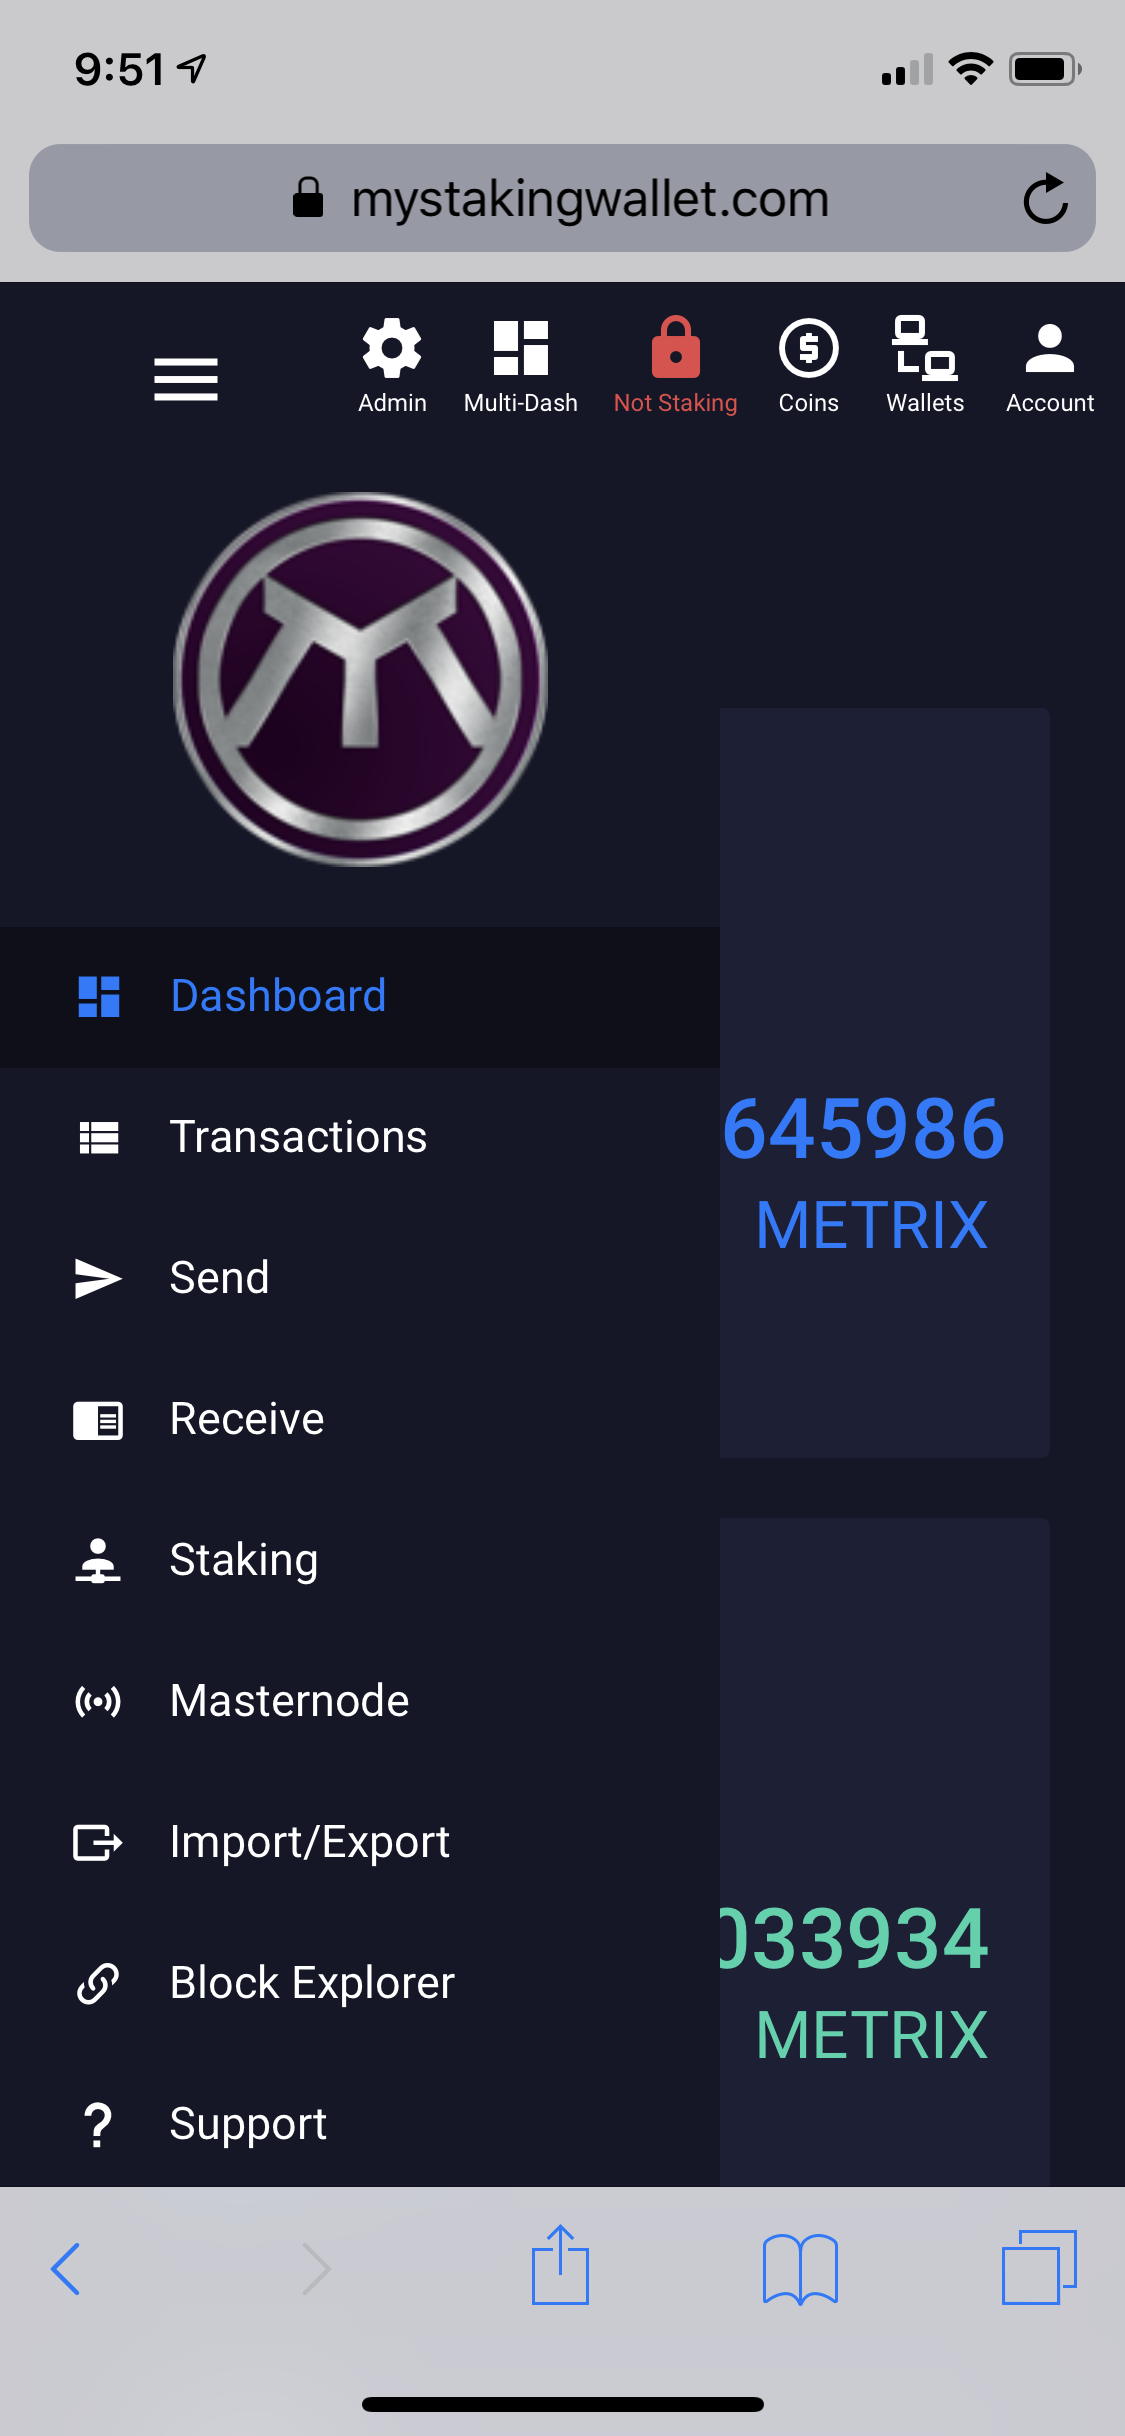 9:51
mystakingwallet.com
Admin Multi-Dash Not Staking Coins Wallets Account
Dashboard
645986
METRIX
Transactions
Send
Receive
Staking
Masternode
Import/Export
033934
Block Explorer
METRIX
Support